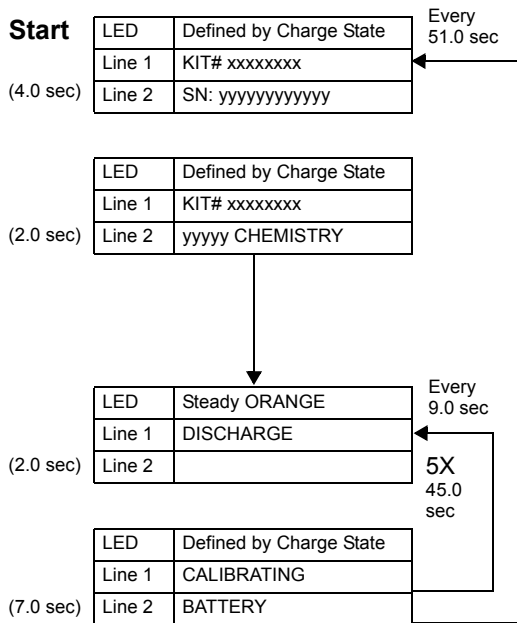 Start
LED Defined by Charge State
Every
51.0 sec
Line 1 KIT# xxxxxxxx
(4.0 sec) Line 2 SN: yyyyyyyyyyyy
LED Defined by Charge State
Line 1 KIT# xxxxxxxx
(2.0 sec) Line 2 yyyyy CHEMISTRY
LED Steady ORANGE
Every
9.0 sec
Line 1 DISCHARGE
(2.0 sec) Line 2
5X
45.0
sec
LED Defined by Charge State
Line 1 CALIBRATING
(7.0 sec) Line 2 BATTERY